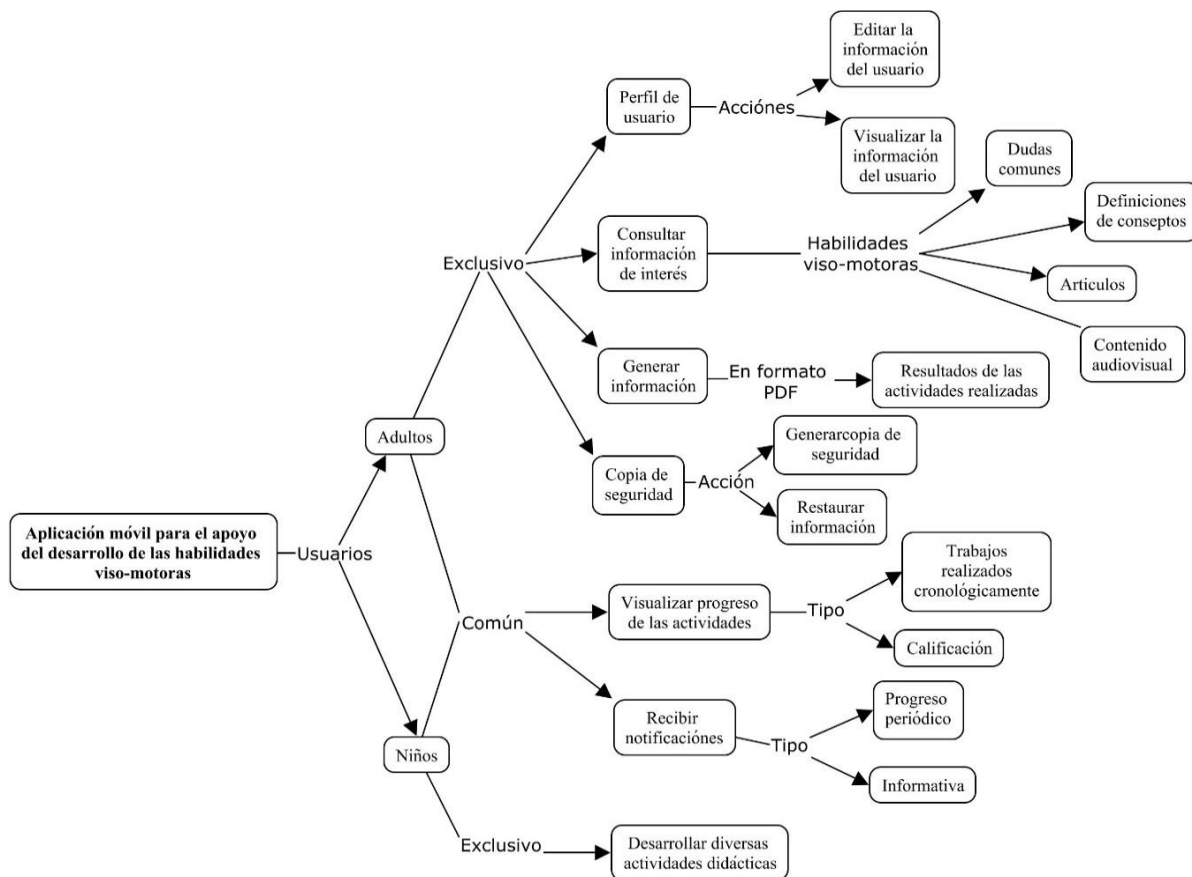 Editar la
información
del usuario
Perfil de
usuario
Acciónes
Visualizar la
información
del usuario
Dudas
comunes
Definiciones
de conseptos
Exclusivo
Consultar
información
de interés
Habilidades
viso-motoras
Articulos
Contenido
audiovisual
Generar
información
En formato
PDF
Resultados de las
actividades realizadas
Adultos
Generarcopia de
seguridad
Copia de
seguridad
Acción
Restaurar
información
Aplicación móvil para el apoyo
del desarrollo de las habilidades
viso-motoras
Usuarios
Trabajos
realizados
cronológicamente
Común
Visualizar progreso
de las actividades
Tipo
Calificación
Progreso
periódico
Recibir
notificaciónes
Tipo
Informativa
Niños
Exclusivo
Desarrollar diversas
actividades didácticas